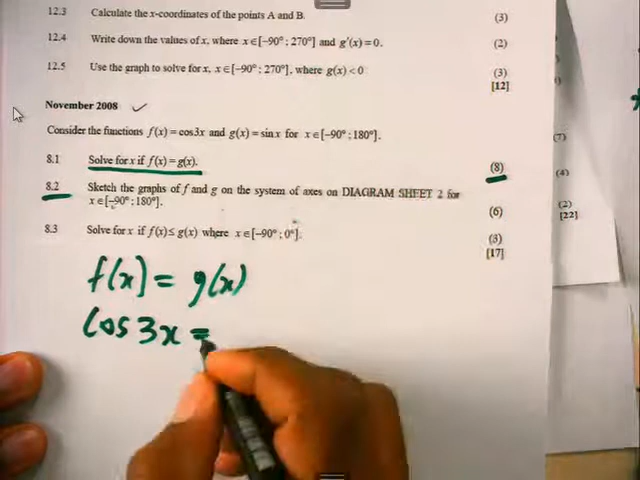 12.3 Calculate the x-coordinates of the points A and B. (3)
12.4 Write down the values of x, where x∈[−90°; 270°] and g′(x)=0. (2)
12.5 Use the graph to solve for x, x∈[−90°; 270°], where g(x)<0 (3)
[12]
November 2008 ✓
Consider the functions f(x)=cos3x and g(x)=sinx for x∈[−90°; 180°].
8.1 Solve for x if f(x)=g(x). (8)
8.2 Sketch the graphs of f and g on the system of axes on DIAGRAM SHEET 2 for
x∈[−90°; 180°]. (6)
8.3 Solve for x if f(x)≤ g(x) where x∈[−90°; 0°]. (3)
[17]
f(x) = g(x)
Cos 3x =
(7)
(4)
(2)
[22]